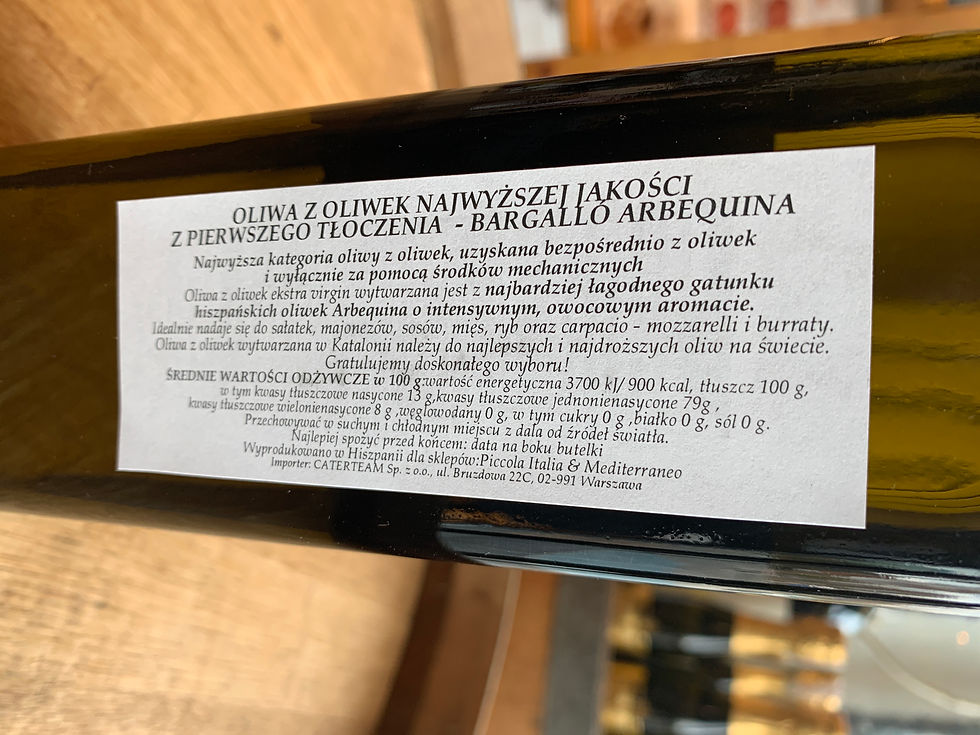 OLIWA Z OLIWEK NAJWYŻSZEJ JAKOŚCI
Z PIERWSZEGO TŁOCZENIA - BARGALLÓ ARBEQUINA
Najwyższa kategoria oliwy z oliwek, uzyskana bezpośrednio z oliwek
i wyłącznie za pomocą środków mechanicznych
Oliwa z oliwek ekstra virgin wytwarzana jest z najbardziej łagodnego gatunku
hiszpańskich oliwek Arbequina o intensywnym, owocowym aromacie.
Idealnie nadaje się do sałatek, majonezów, sosów, mięs, ryb oraz carpacio - mozzarelli i burraty.
Oliwa z oliwek wytwarzana w Katalonii należy do najlepszych i najdroższych oliw na świecie.
Gratulujemy doskonałego wyboru!
ŚREDNIE WARTOŚCI ODŻYWCZE w 100 g:wartość energetyczna 3700 kJ/ 900 kcal, tłuszcz 100 g,
w tym kwasy tłuszczowe nasycone 13 g,kwasy tłuszczowe jednonienasycone 79g ,
kwasy tłuszczowe wielonienasycone 8 g ,węglowodany 0 g, w tym cukry 0 g ,białko 0 g, sól 0 g.
Przechowywać w suchym i chłodnym miejscu z dala od źródeł światła.
Najlepiej spożyć przed końcem: data na boku butelki
Wyprodukowano w Hiszpanii dla sklepów:Piccola Italia & Mediterraneo
Importer: CATERTEAM Sp. z o.o., ul. Bruzdowa 22C, 02-991 Warszawa